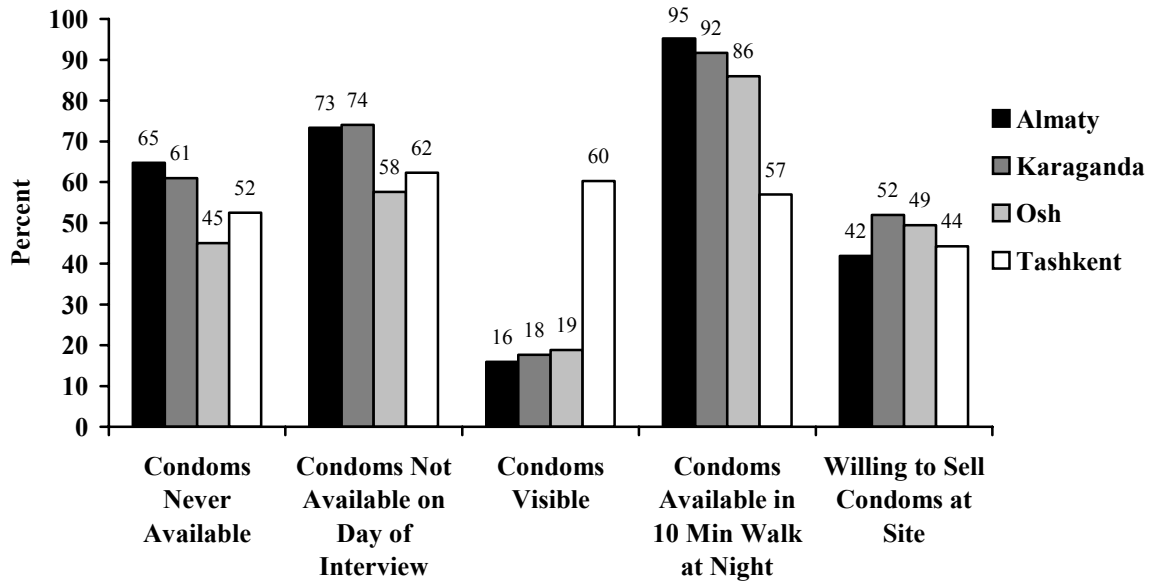 100
90
80
70
60
50
40
30
20
10
0
Percent
65
61
45
52
73
74
58
62
16
18
19
60
95
92
86
57
42
52
49
44
Condoms
Never
Available
Condoms Not
Available on
Day of
Interview
Condoms
Visible
Condoms
Available in
10 Min Walk
at Night
Willing to Sell
Condoms at
Site
Almaty
Karaganda
Osh
Tashkent